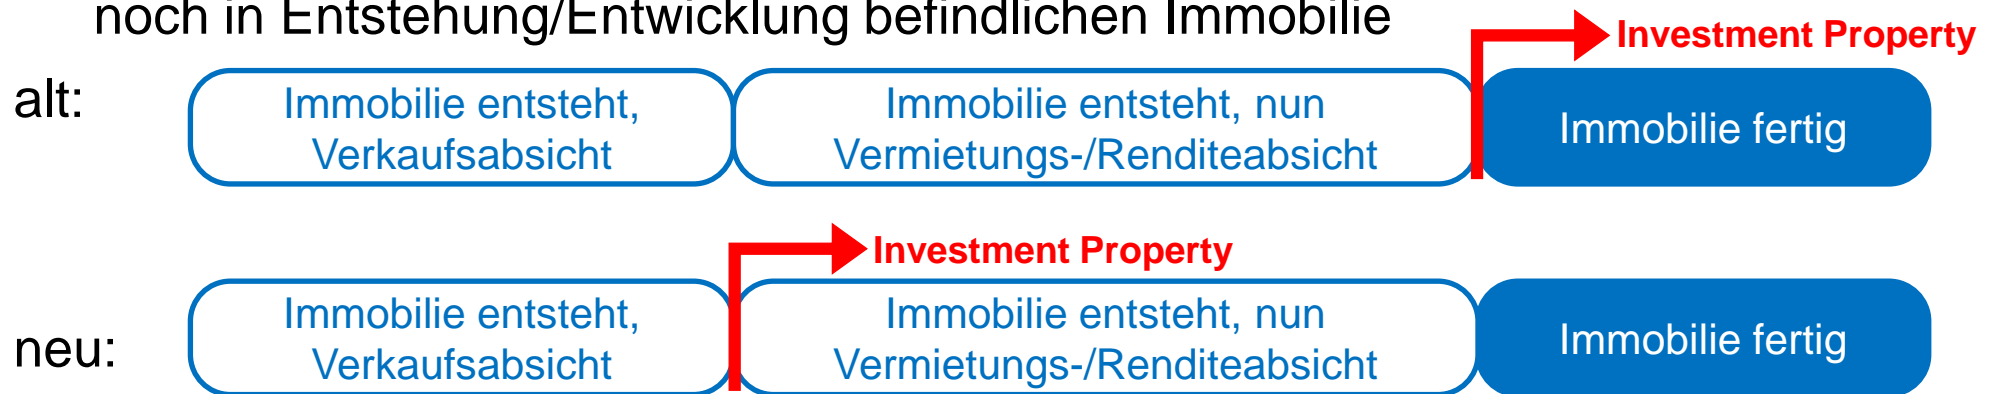 noch in Entstehung/Entwicklung befindlichen Immobilie
Investment Property
alt:
Immobilie entsteht,
Verkaufsabsicht
Immobilie entsteht, nun
Vermietungs-/Renditeabsicht
Immobilie fertig
Investment Property
neu:
Immobilie entsteht,
Verkaufsabsicht
Immobilie entsteht, nun
Vermietungs-/Renditeabsicht
Immobilie fertig